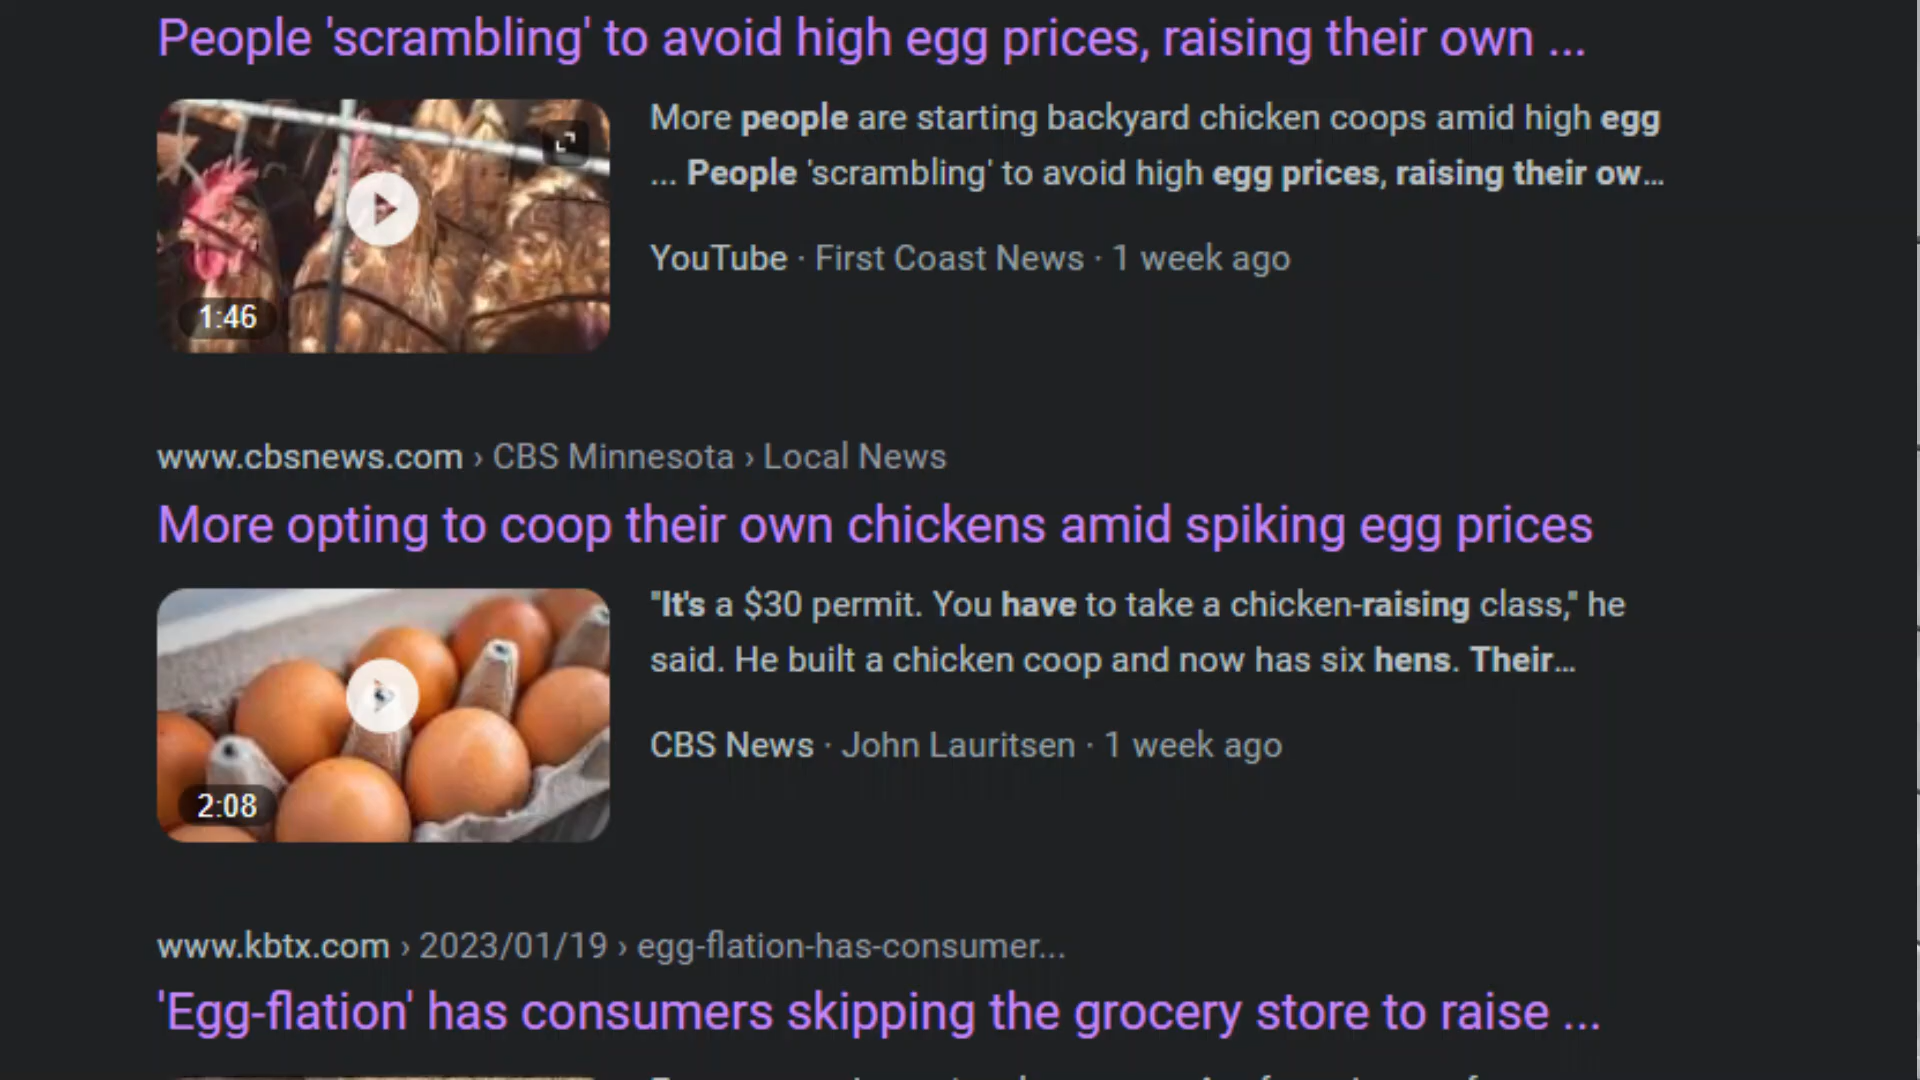 People 'scrambling' to avoid high egg prices, raising their own ...
More people are starting backyard chicken coops amid high egg
... People 'scrambling' to avoid high egg prices, raising their ow...
YouTube · First Coast News · 1 week ago
1:46
www.cbsnews.com › CBS Minnesota › Local News
More opting to coop their own chickens amid spiking egg prices
"It's a $30 permit. You have to take a chicken-raising class," he
said. He built a chicken coop and now has six hens. Their...
CBS News · John Lauritsen · 1 week ago
2:08
www.kbtx.com › 2023/01/19 › egg-flation-has-consumer...
'Egg-flation' has consumers skipping the grocery store to raise ...